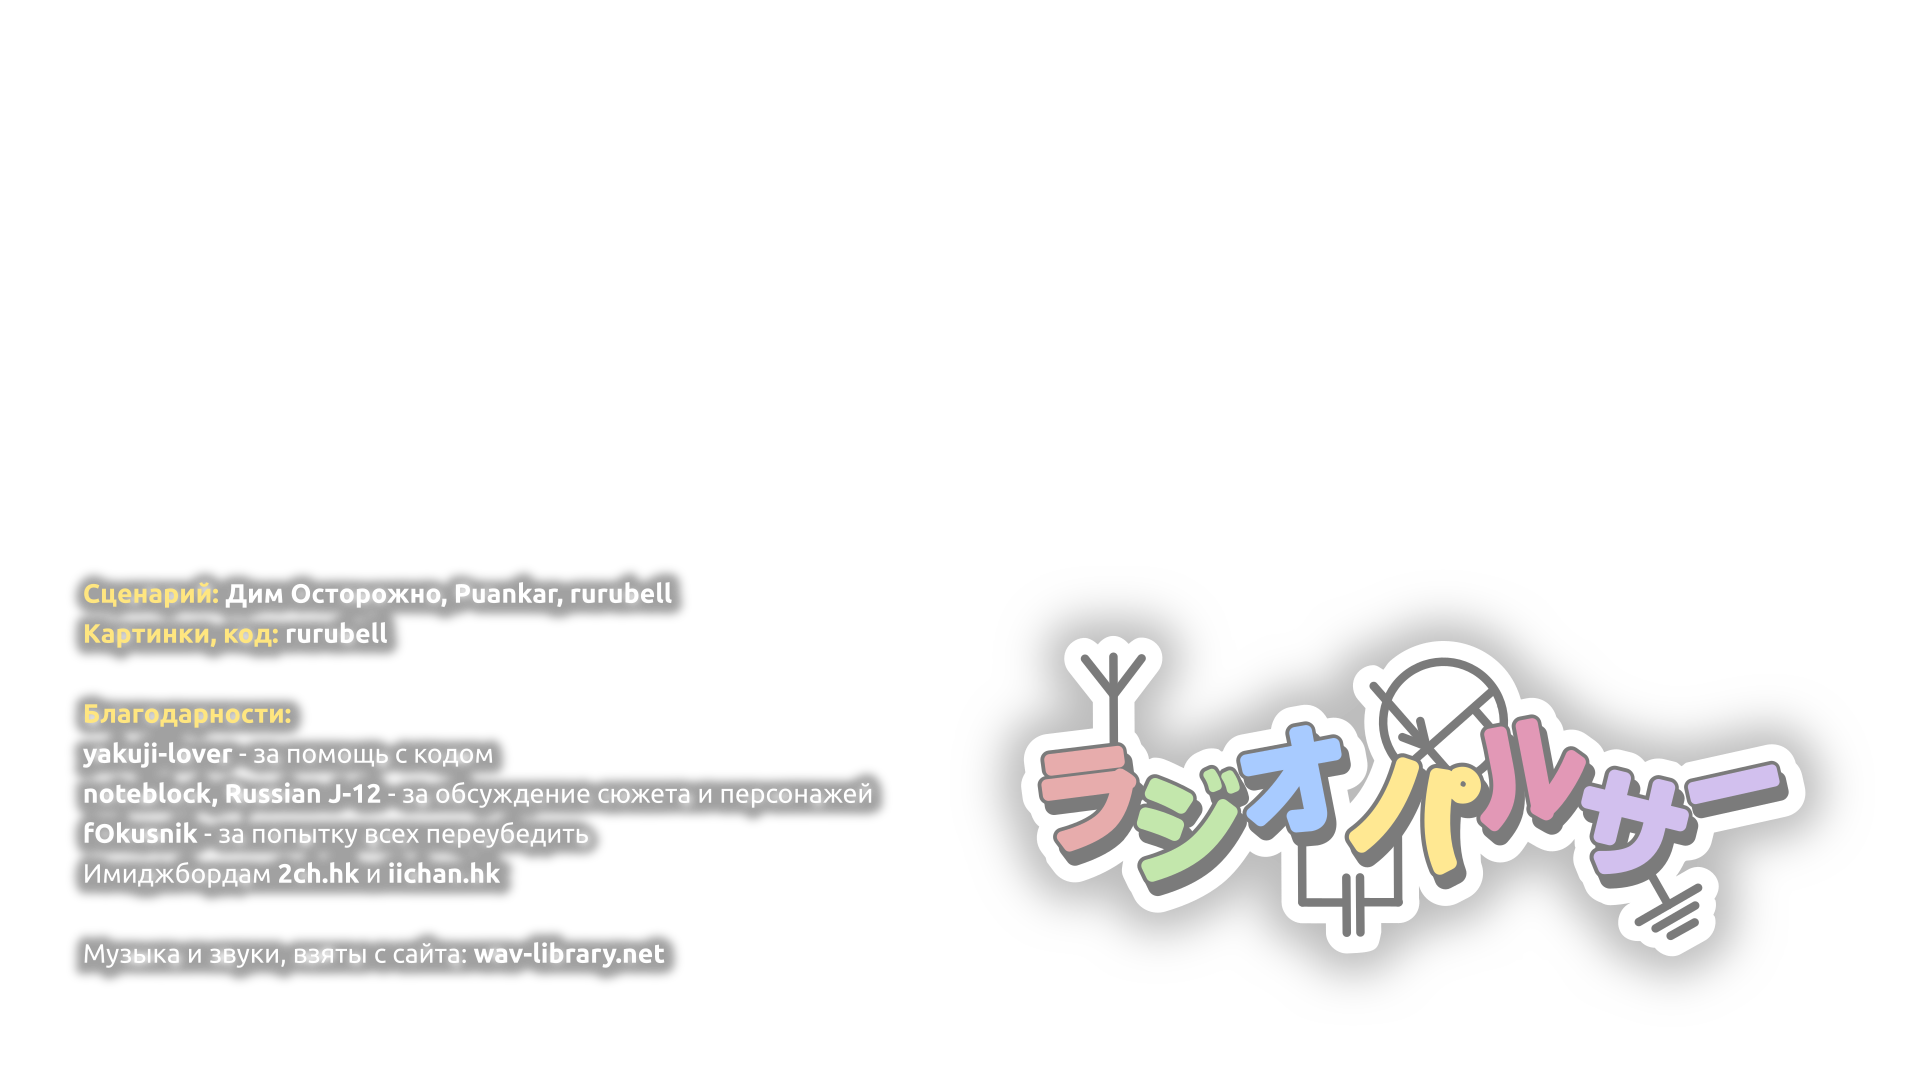 Сценарий: Дим Осторожно, Puankar, rurubell
Картинки, код: rurubell
Благодарности:
yakuji-lover - за помощь с кодом
noteblock, Russian J-12 - за обсуждение сюжета и персонажей
fOkusnik - за попытку всех переубедить
Имиджбордам 2ch.hk и iichan.hk
Музыка и звуки, взяты с сайта: wav-library.net
ラジオパルサー